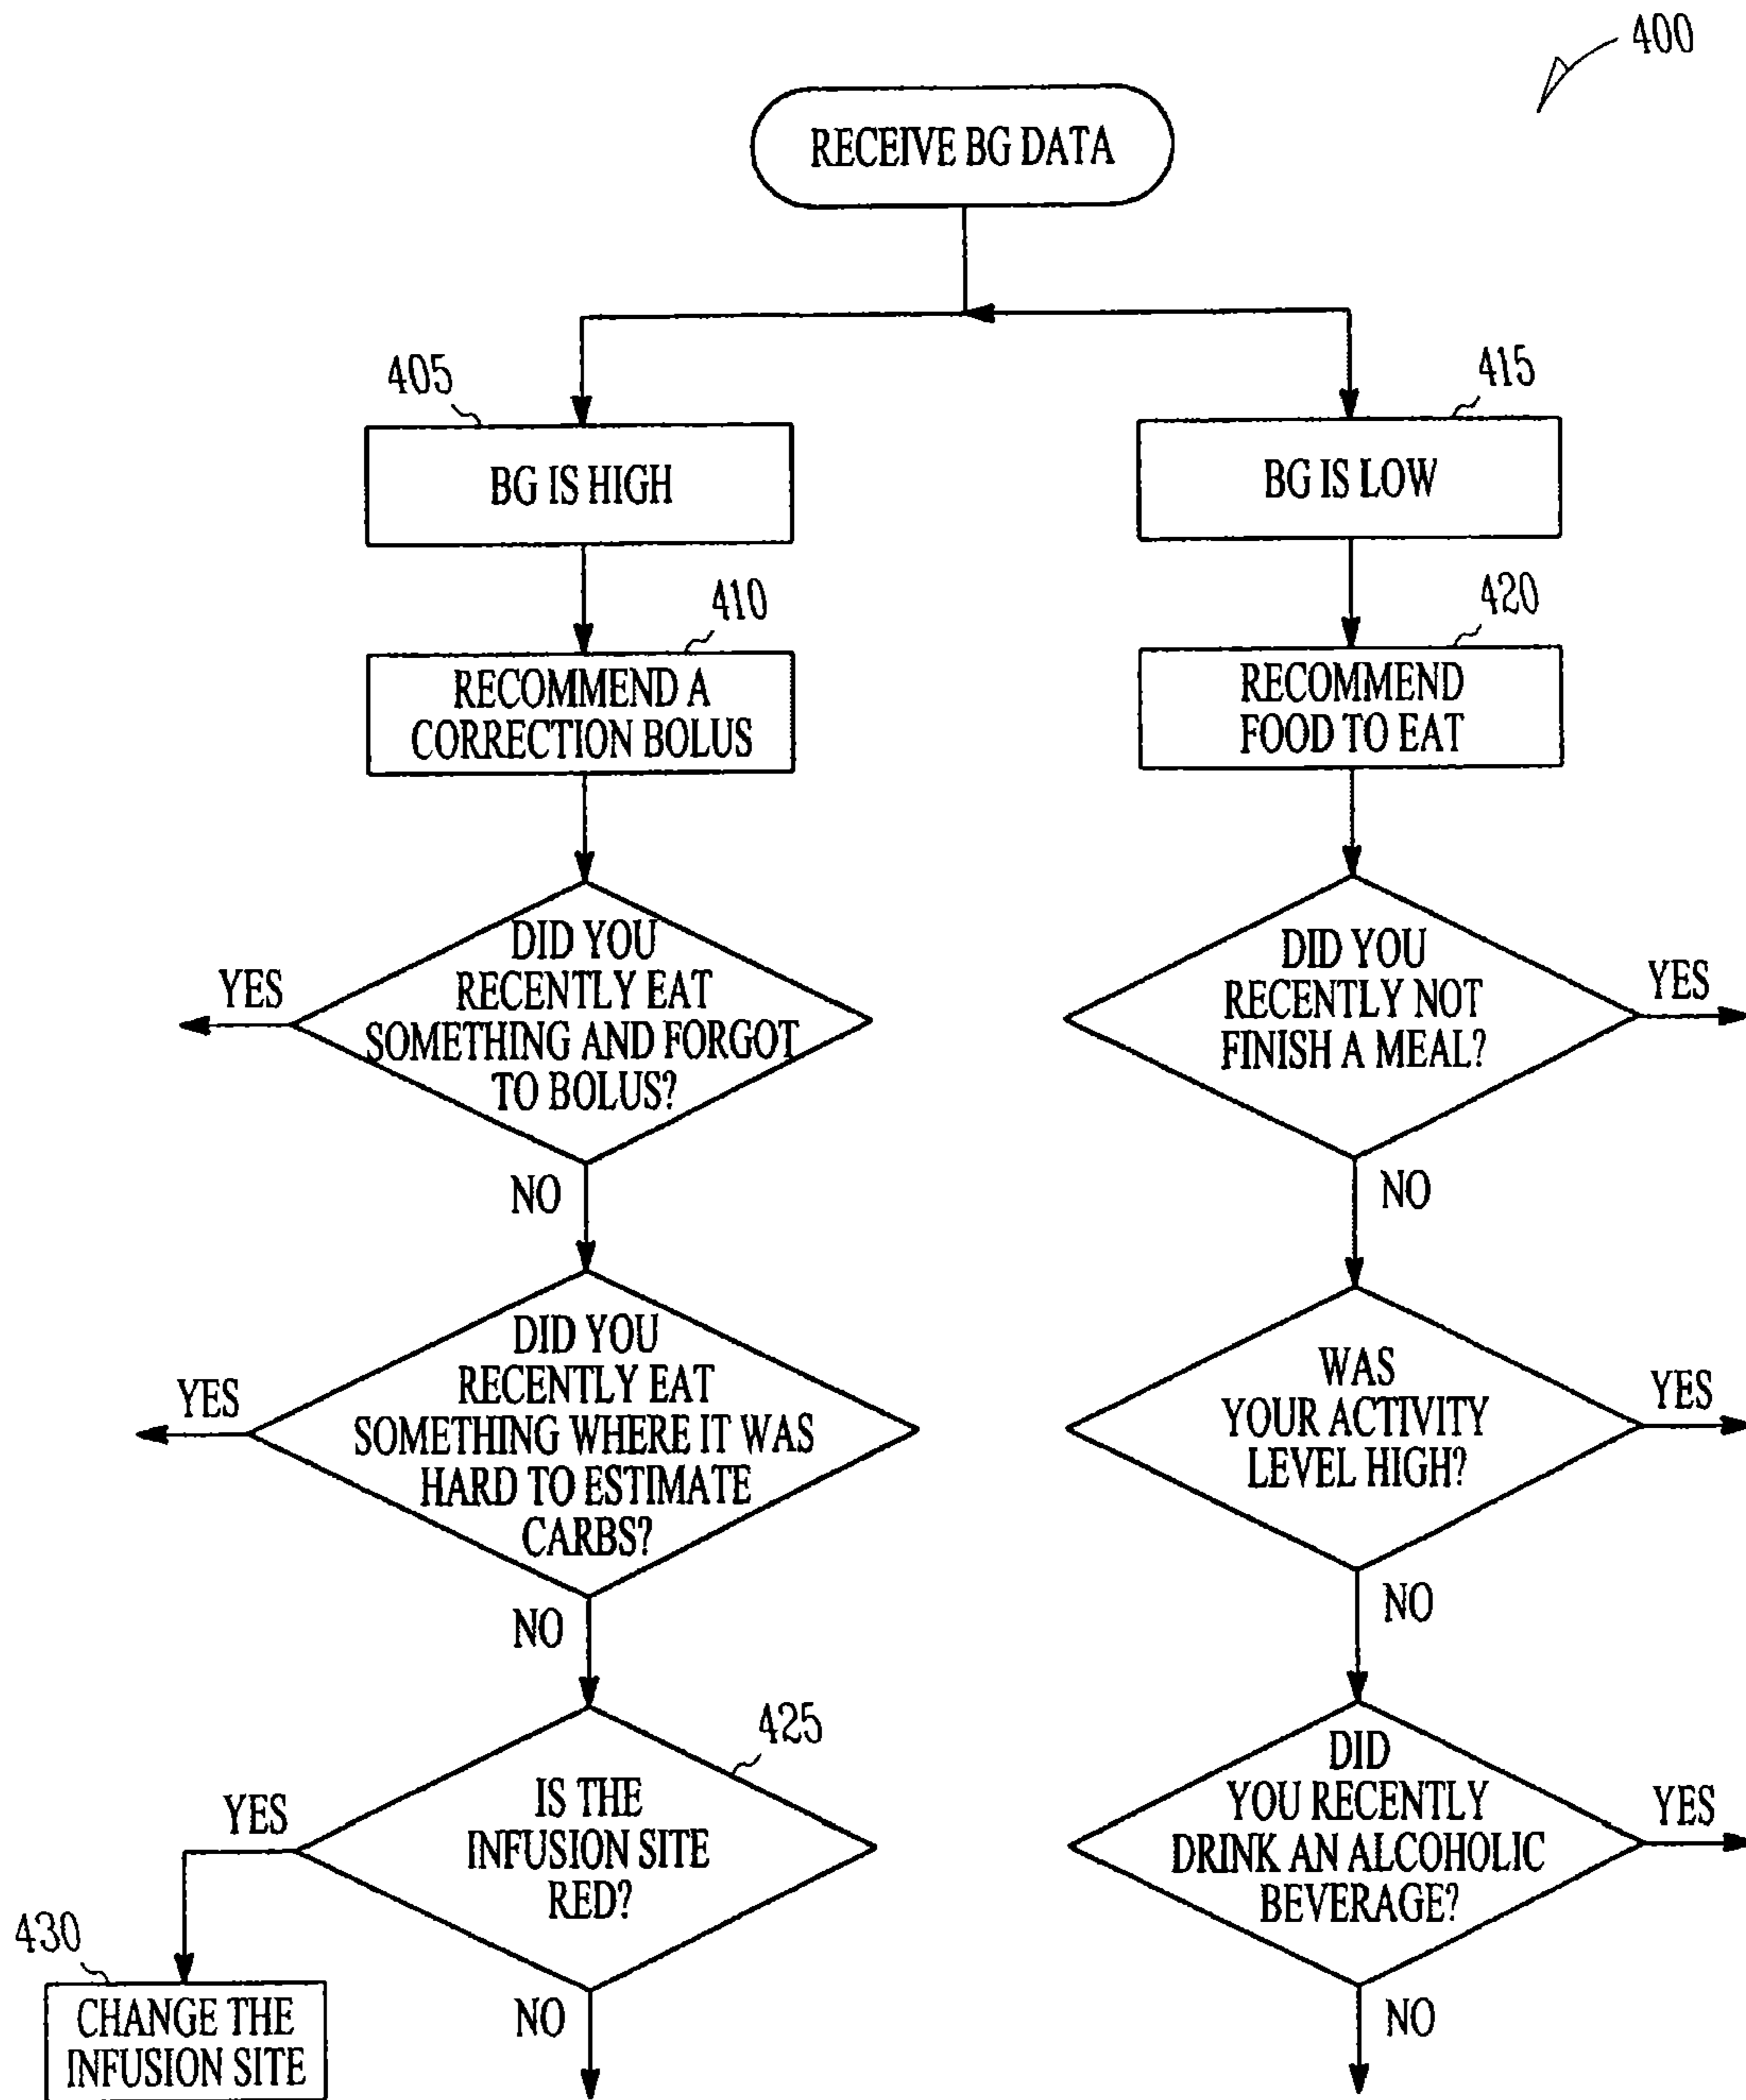 400
RECEIVE BG DATA
405
BG IS HIGH
415
BG IS LOW
410
RECOMMEND A
CORRECTION BOLUS
420
RECOMMEND
FOOD TO EAT
DID YOU
RECENTLY EAT
SOMETHING AND FORGOT
TO BOLUS?
YES
NO
DID YOU
RECENTLY NOT
FINISH A MEAL?
YES
NO
DID YOU
RECENTLY EAT
SOMETHING WHERE IT WAS
HARD TO ESTIMATE
CARBS?
YES
NO
WAS
YOUR ACTIVITY
LEVEL HIGH?
YES
NO
425
IS THE
INFUSION SITE
RED?
YES
NO
DID
YOU RECENTLY
DRINK AN ALCOHOLIC
BEVERAGE?
YES
NO
430
CHANGE THE
INFUSION SITE